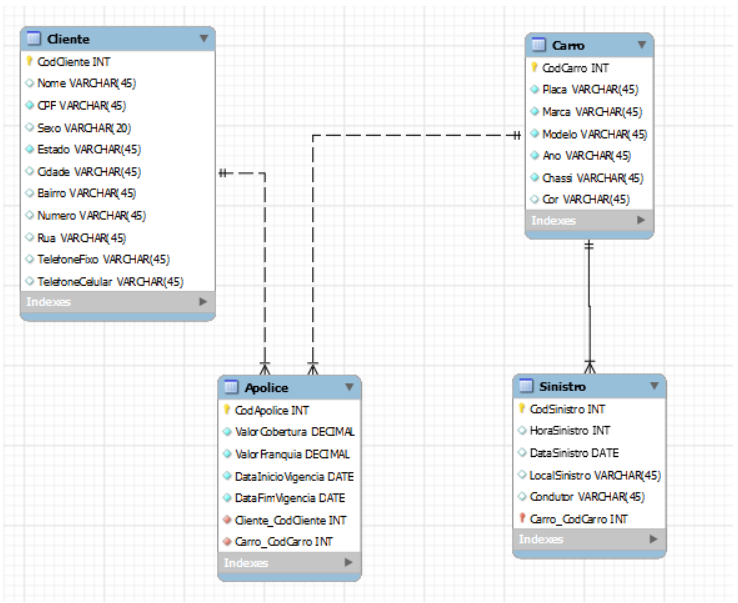 Cliente
CodCliente INT
Nome VARCHAR(45)
CPF VARCHAR(45)
Sexo VARCHAR(20)
Estado VARCHAR(45)
Cidade VARCHAR(45)
Bairro VARCHAR(45)
Numero VARCHAR(45)
Rua VARCHAR(45)
TelefoneFixo VARCHAR(45)
TelefoneCelular VARCHAR(45)
Indexes
Carro
CodCarro INT
Placa VARCHAR(45)
Marca VARCHAR(45)
Modelo VARCHAR(45)
Ano VARCHAR(45)
Chassi VARCHAR(45)
Cor VARCHAR(45)
Indexes
Apolice
CodApolice INT
ValorCobertura DECIMAL
ValorFranquia DECIMAL
DataInicioVigencia DATE
DataFimVigencia DATE
Cliente_CodCliente INT
Carro_CodCarro INT
Indexes
Sinistro
CodSinistro INT
HoraSinistro INT
DataSinistro DATE
LocalSinistro VARCHAR(45)
Condutor VARCHAR(45)
Carro_CodCarro INT
Indexes